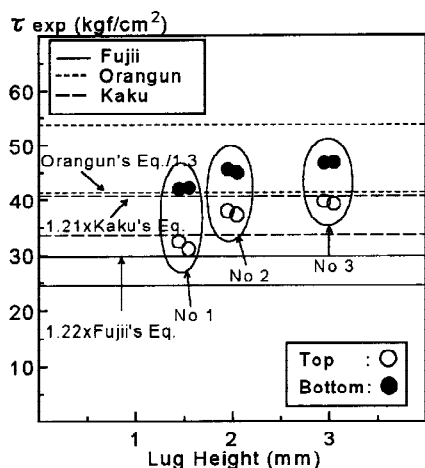 τ exp (kgf/cm²)
Fujii
Orangun
Kaku
60
50
Orangun's Eq./1.3
40
1.21xKaku's Eq.
30
No 1
No 2
No 3
1.22xFujii's Eq.
20
10
Top : ○
Bottom: ●
1 2 3
Lug Height (mm)